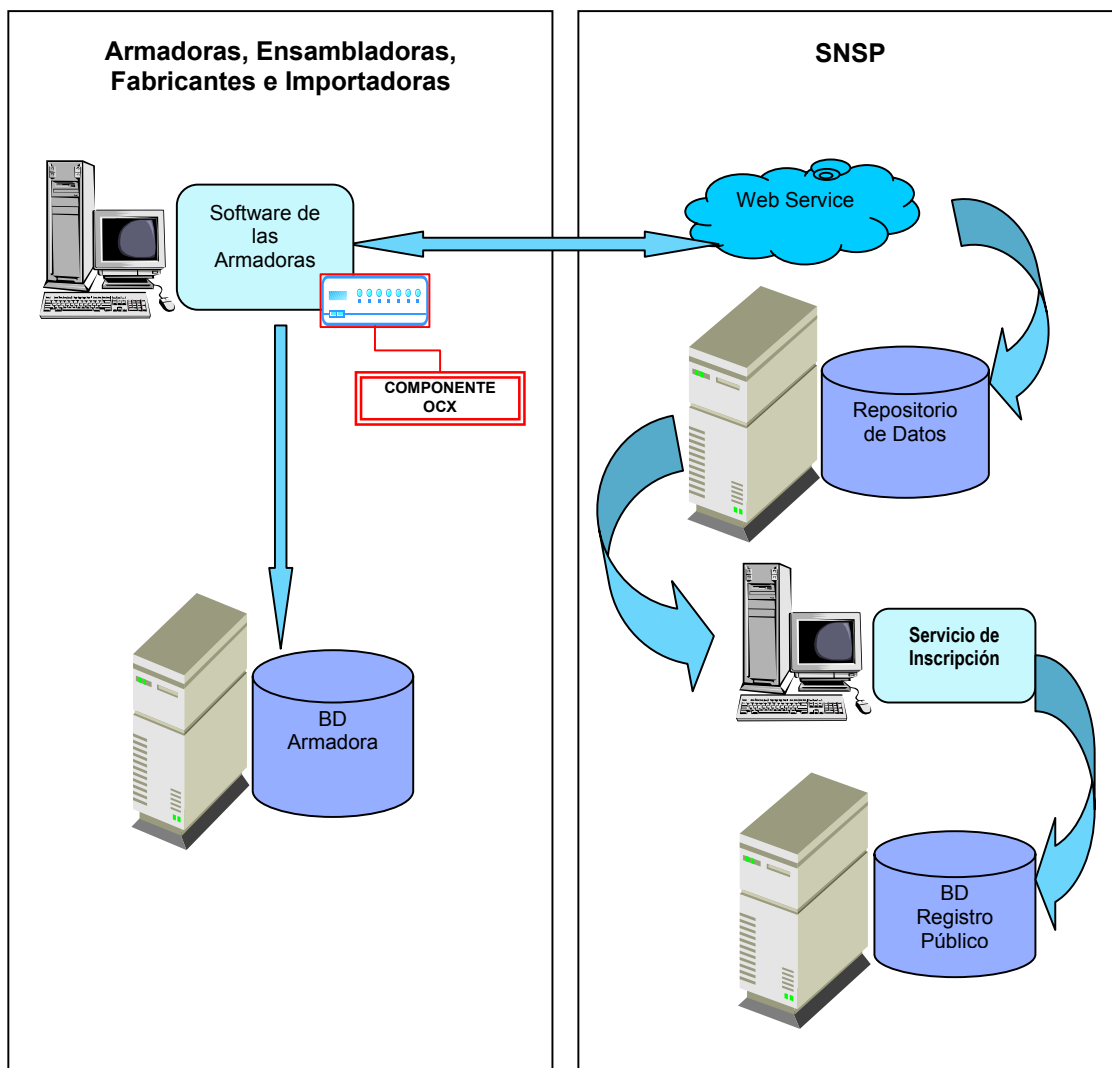 Armadoras, Ensambladoras,
Fabricantes e Importadoras
Software de
las
Armadoras
COMPONENTE
OCX
BD
Armadora
SNSP
Web Service
Repositorio
de Datos
Servicio de
Inscripción
BD
Registro
Público